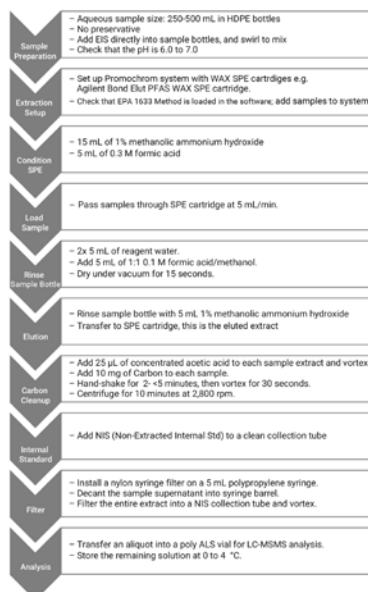 Sample
Preparation
– Aqueous sample size: 250-500 mL in HDPE bottles
– No preservative
– Add EIS directly into sample bottles, and swirl to mix
– Check that the pH is 6.0 to 7.0
Extraction
Setup
– Set up Promochrom system with WAX SPE cartrdiges e.g.
Agilent Bond Elut PFAS WAX SPE cartridge.
– Check that EPA 1633 Method is loaded in the software; add samples to system
Condition
SPE
– 15 mL of 1% methanolic ammonium hydroxide
– 5 mL of 0.3 M formic acid
Load
Sample
– Pass samples through SPE cartridge at 5 mL/min.
Rinse
Sample Bottle
– 2x 5 mL of reagent water.
– Add 5 mL of 1:1 0.1 M formic acid/methanol.
– Dry under vacuum for 15 seconds.
Elution
– Rinse sample bottle with 5 mL 1% methanolic ammonium hydroxide
– Transfer to SPE cartridge, this is the eluted extract
Carbon
Cleanup
– Add 25 µL of concentrated acetic acid to each sample extract and vortex
– Add 10 mg of Carbon to each sample.
– Hand-shake for 2- <5 minutes, then vortex for 30 seconds.
– Centrifuge for 10 minutes at 2,800 rpm.
Internal
Standard
– Add NIS (Non-Extracted Internal Std) to a clean collection tube
Filter
– Install a nylon syringe filter on a 5 mL polypropylene syringe.
– Decant the sample supernatant into syringe barrel.
– Filter the entire extract into a NIS collection tube and vortex.
Analysis
– Transfer an aliquot into a poly ALS vial for LC-MSMS analysis.
– Store the remaining solution at 0 to 4 °C.